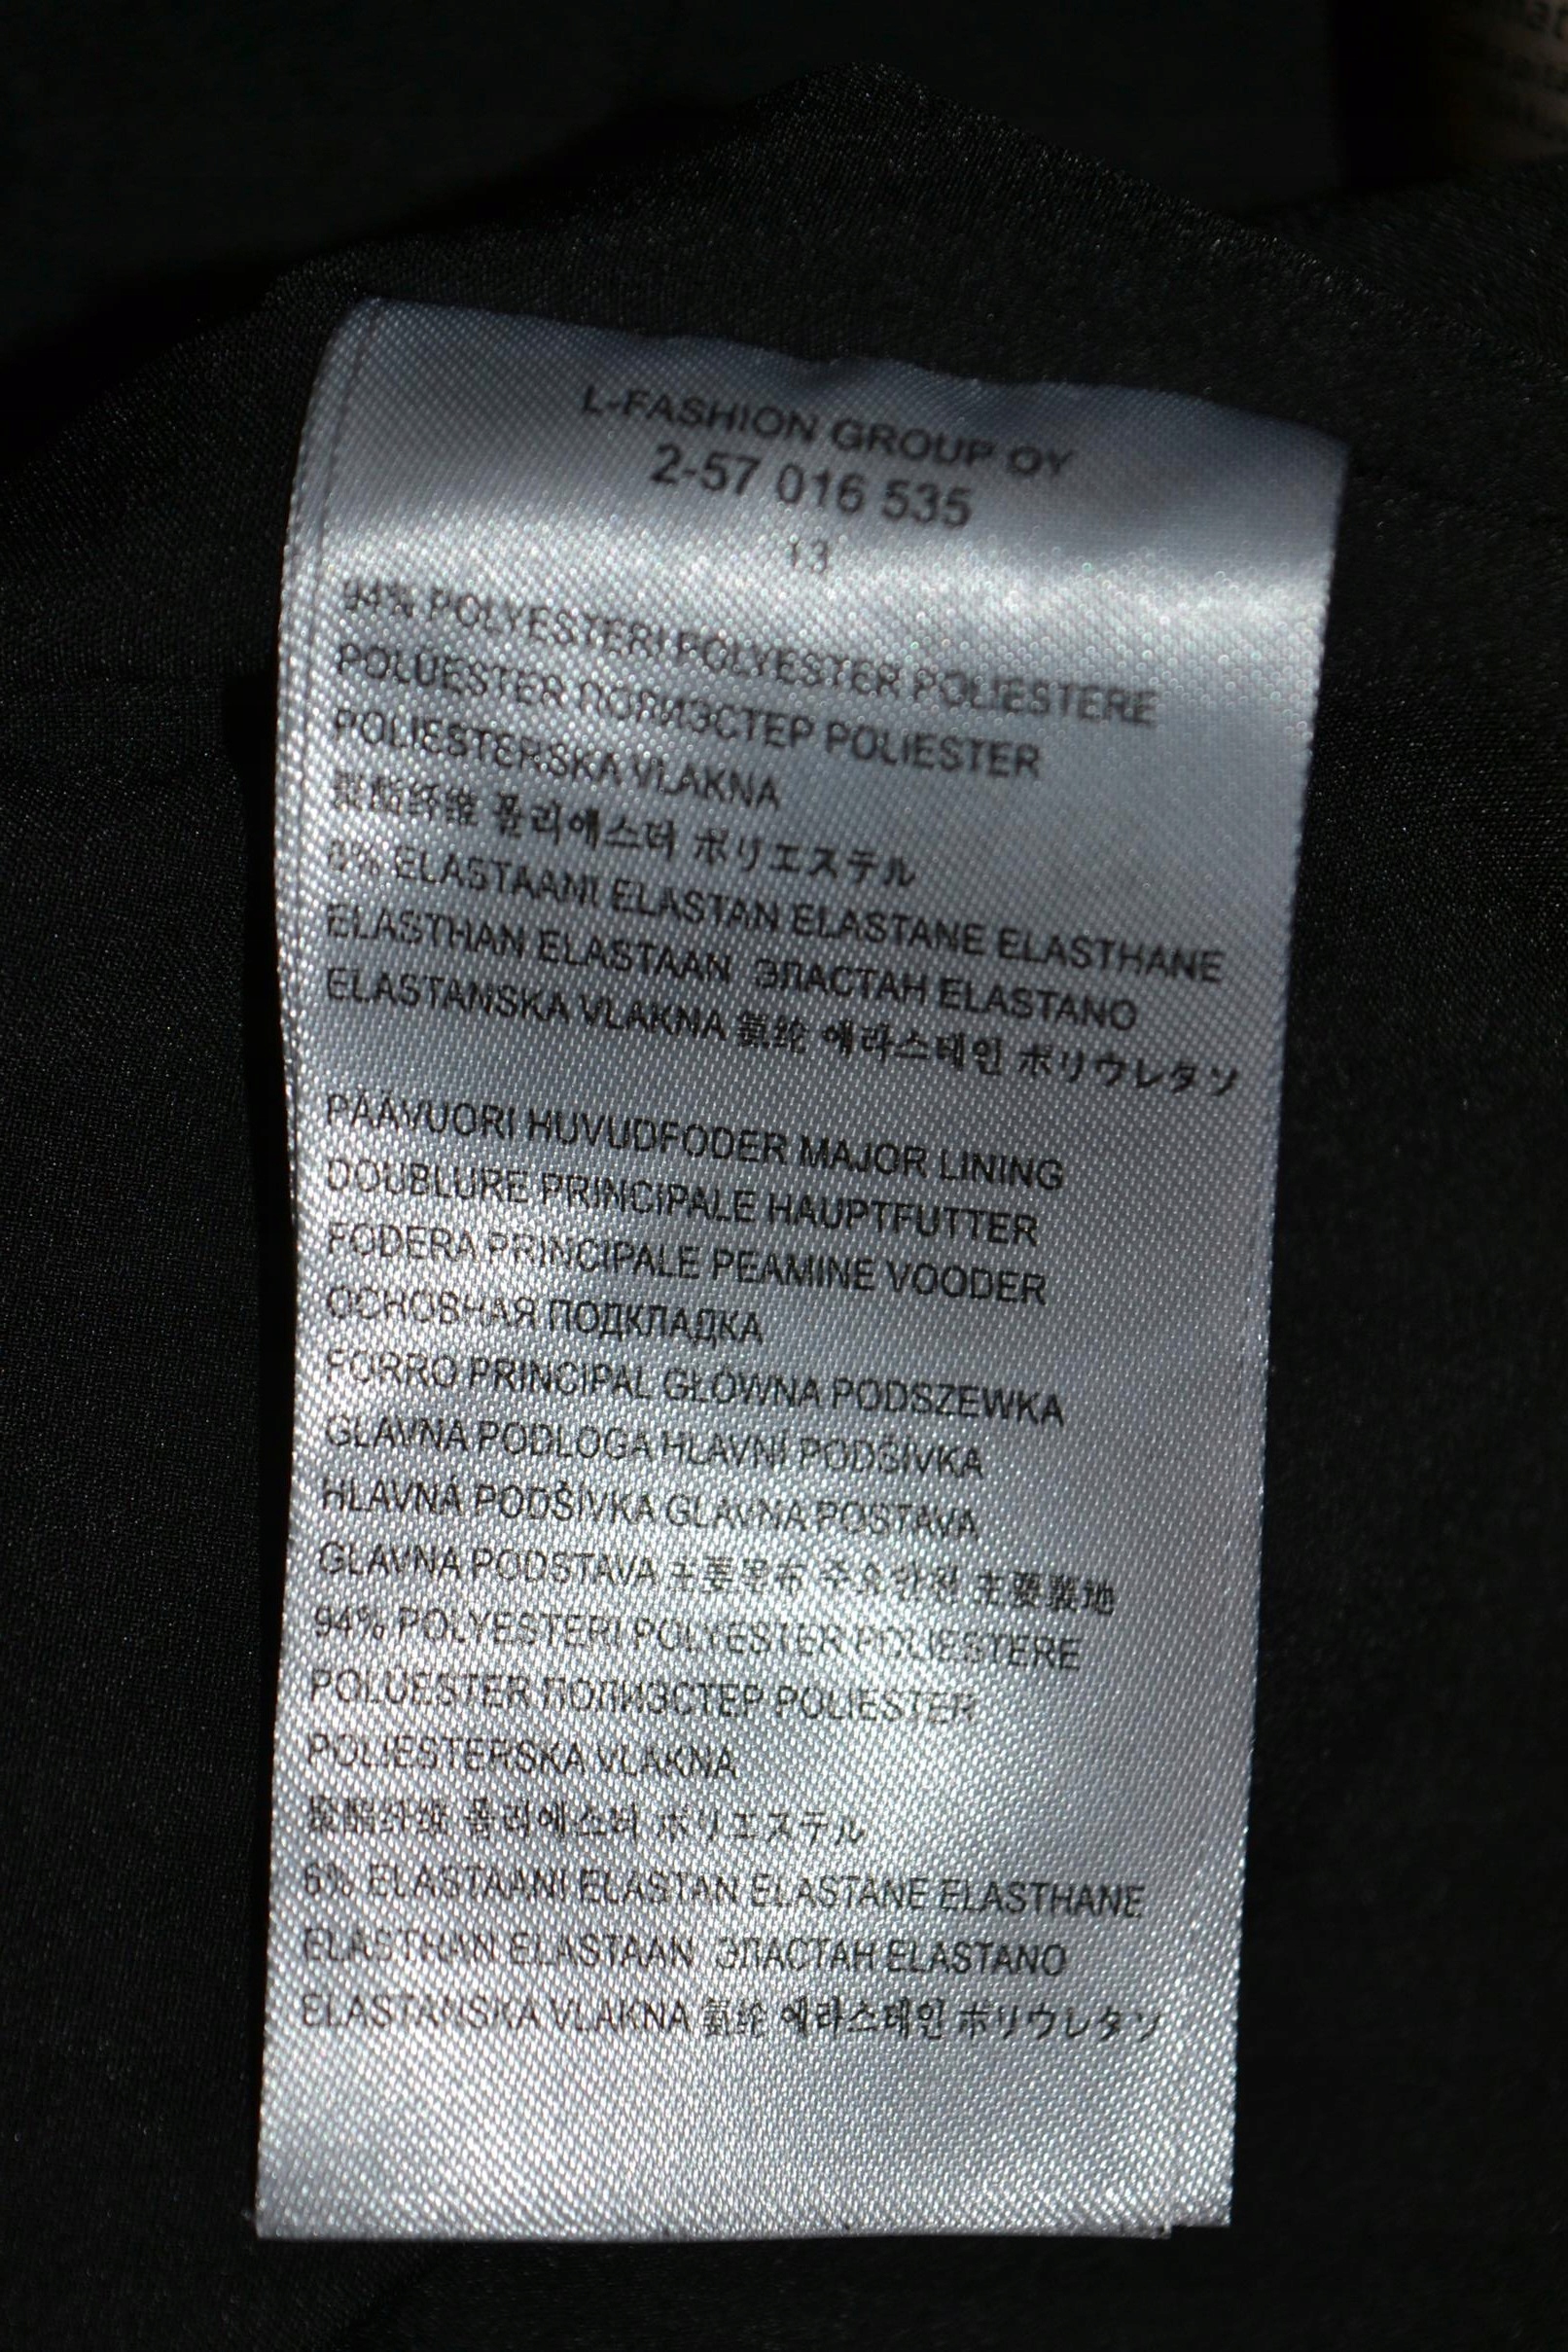 L-FASHION GROUP OY
2-57 016 535
13
94% POLYESTERI POLYESTER POLIESTERE
POLÜESTER ПОЛИЭСТЕР POLIESTER
POLIESTERSKA VLAKNA
聚酯纤维 폴리에스터 ポリエステル
6% ELASTAANI ELASTAN ELASTANE ELASTHANE
ELASTHAN ELASTAAN ЭЛАСТАН ELASTANO
ELASTANSKA VLAKNA 氨纶 에라스테인 ポリウレタン
PÄÄVUORI HUVUDFODER MAJOR LINING
DOUBLURE PRINCIPALE HAUPTFUTTER
FODERA PRINCIPALE PEAMINE VOODER
ОСНОВНАЯ ПОДКЛАДКА
FORRO PRINCIPAL GŁÓWNA PODSZEWKA
GLAVNA PODLOGA HLAVNÍ PODŠÍVKA
HLAVNÁ PODŠÍVKA GLAVNA POSTAVA
GLAVNA PODSTAVA 主要里布 주요안감 主要裏地
94% POLYESTERI POLYESTER POLIESTERE
POLÜESTER ПОЛИЭСТЕР POLIESTER
POLIESTERSKA VLAKNA
聚酯纤维 폴리에스터 ポリエステル
6% ELASTAANI ELASTAN ELASTANE ELASTHANE
ELASTHAN ELASTAAN ЭЛАСТАН ELASTANO
ELASTANSKA VLAKNA 氨纶 에라스테인 ポリウレタン